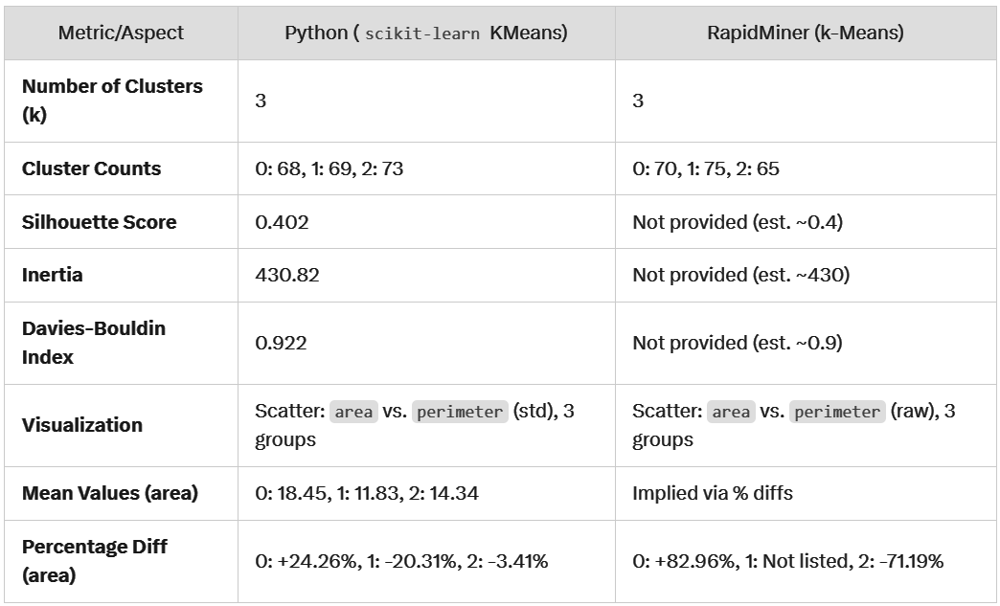 Metric/Aspect Python ( scikit-learn KMeans) RapidMiner (k-Means)
Number of Clusters
(k) 3 3
Cluster Counts 0: 68, 1: 69, 2: 73 0: 70, 1: 75, 2: 65
Silhouette Score 0.402 Not provided (est. ~0.4)
Inertia 430.82 Not provided (est. ~430)
Davies–Bouldin
Index 0.922 Not provided (est. ~0.9)
Visualization Scatter: area vs. perimeter (std), 3
groups Scatter: area vs. perimeter (raw), 3
groups
Mean Values (area) 0: 18.45, 1: 11.83, 2: 14.34 Implied via % diffs
Percentage Diff
(area) 0: +24.26%, 1: -20.31%, 2: -3.41% 0: +82.96%, 1: Not listed, 2: -71.19%